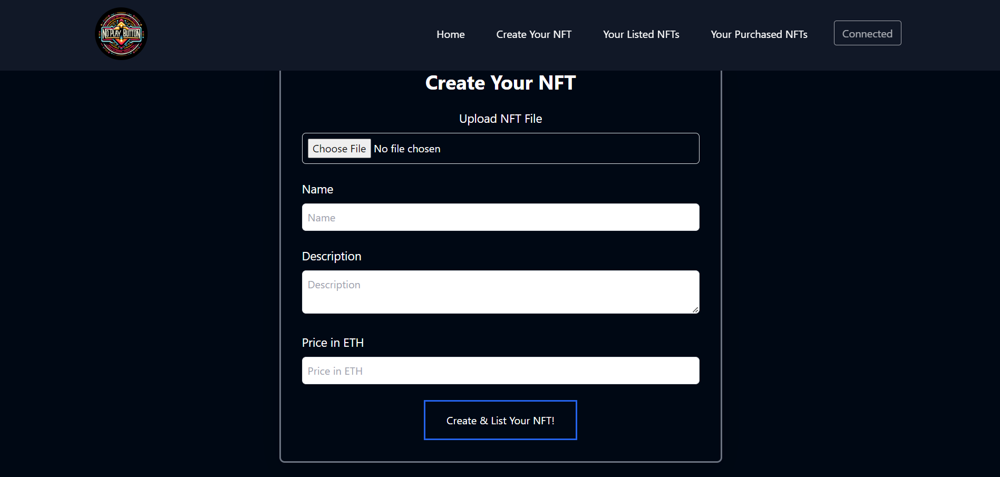 NO PLAY BUTTON
Home
Create Your NFT
Your Listed NFTs
Your Purchased NFTs
Connected
Create Your NFT
Upload NFT File
Choose File No file chosen
Name
Name
Description
Description
Price in ETH
Price in ETH
Create & List Your NFT!